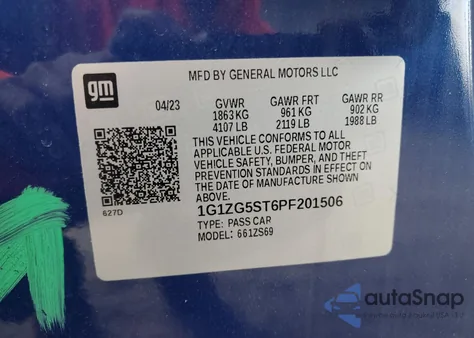 MFD BY GENERAL MOTORS LLC
gm
04/23 GVWR GAWR FRT GAWR RR
1863 KG 961 KG 902 KG
4107 LB 2119 LB 1988 LB
THIS VEHICLE CONFORMS TO ALL
APPLICABLE U.S. FEDERAL MOTOR
VEHICLE SAFETY, BUMPER, AND THEFT
PREVENTION STANDARDS IN EFFECT ON
THE DATE OF MANUFACTURE SHOWN
ABOVE.
627D
1G1ZG5ST6PF201506
TYPE: PASS CAR
MODEL: 661ZS69
autoSnap